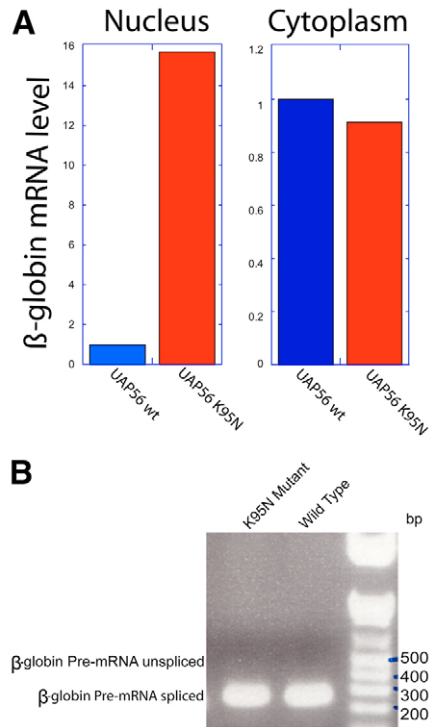 A
Nucleus
Cytoplasm
ß-globin mRNA level
16
14
12
10
8
6
4
2
0
UAP56 wt
UAP56 K95N
1.2
1
0.8
0.6
0.4
0.2
0
UAP56 wt
UAP56 K95N
B
K95N Mutant
Wild Type
bp
β-globin Pre-mRNA unspliced
β-globin Pre-mRNA spliced
500
400
300
200